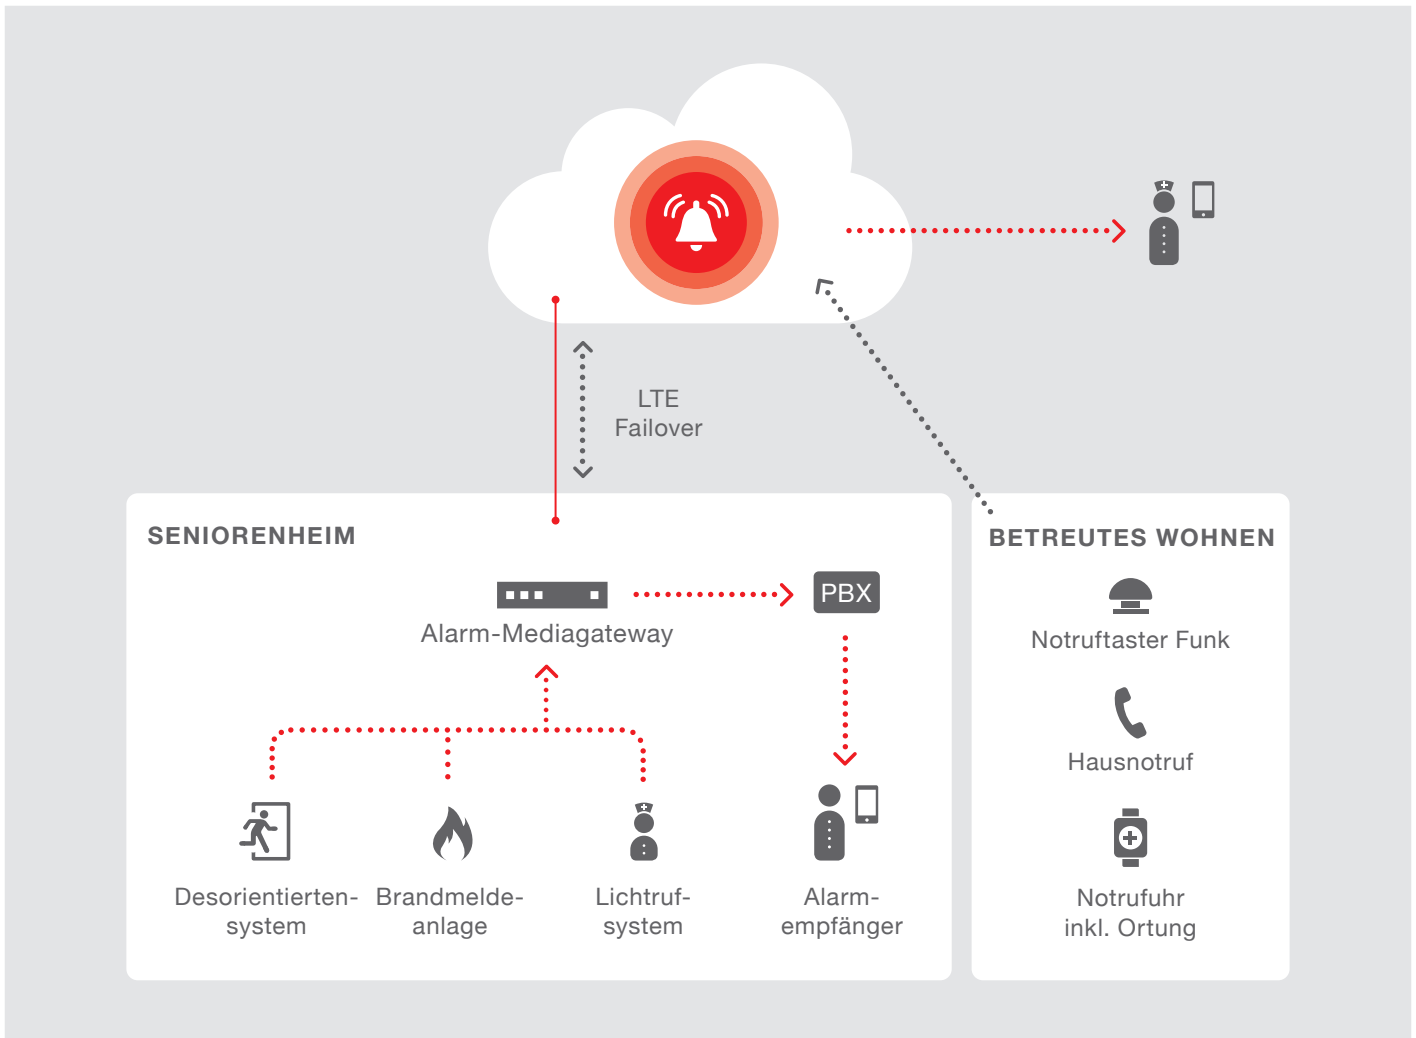 LTE
Failover
SENIORENHEIM
PBX
Alarm-Mediagateway
Desorientierten-
system
Brandmelde-
anlage
Lichtruf-
system
Alarm-
empfänger
BETREUTES WOHNEN
Notruftaster Funk
Hausnotruf
Notrufuhr
inkl. Ortung